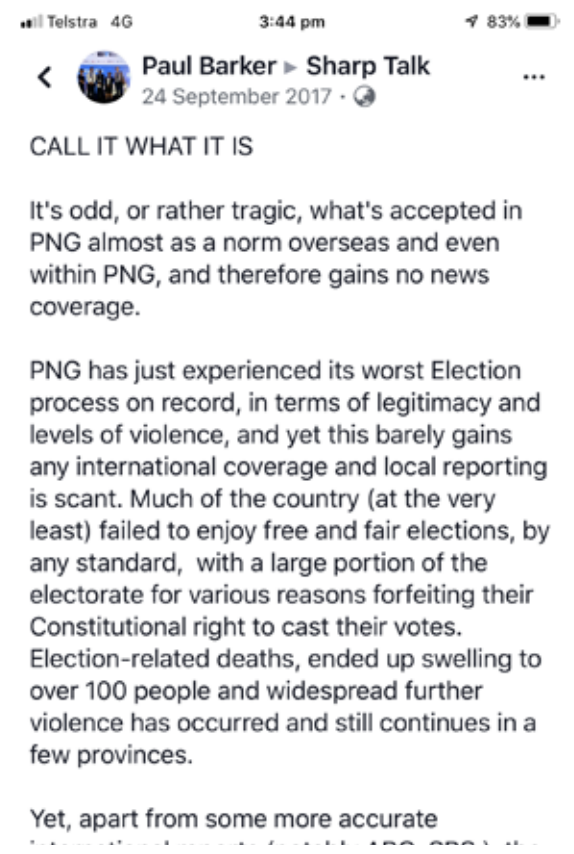 Telstra 4G 3:44 pm 83%
Paul Barker ▸ Sharp Talk
24 September 2017 ·
CALL IT WHAT IT IS
It's odd, or rather tragic, what's accepted in
PNG almost as a norm overseas and even
within PNG, and therefore gains no news
coverage.
PNG has just experienced its worst Election
process on record, in terms of legitimacy and
levels of violence, and yet this barely gains
any international coverage and local reporting
is scant. Much of the country (at the very
least) failed to enjoy free and fair elections, by
any standard,  with a large portion of the
electorate for various reasons forfeiting their
Constitutional right to cast their votes.
Election-related deaths, ended up swelling to
over 100 people and widespread further
violence has occurred and still continues in a
few provinces.
Yet, apart from some more accurate